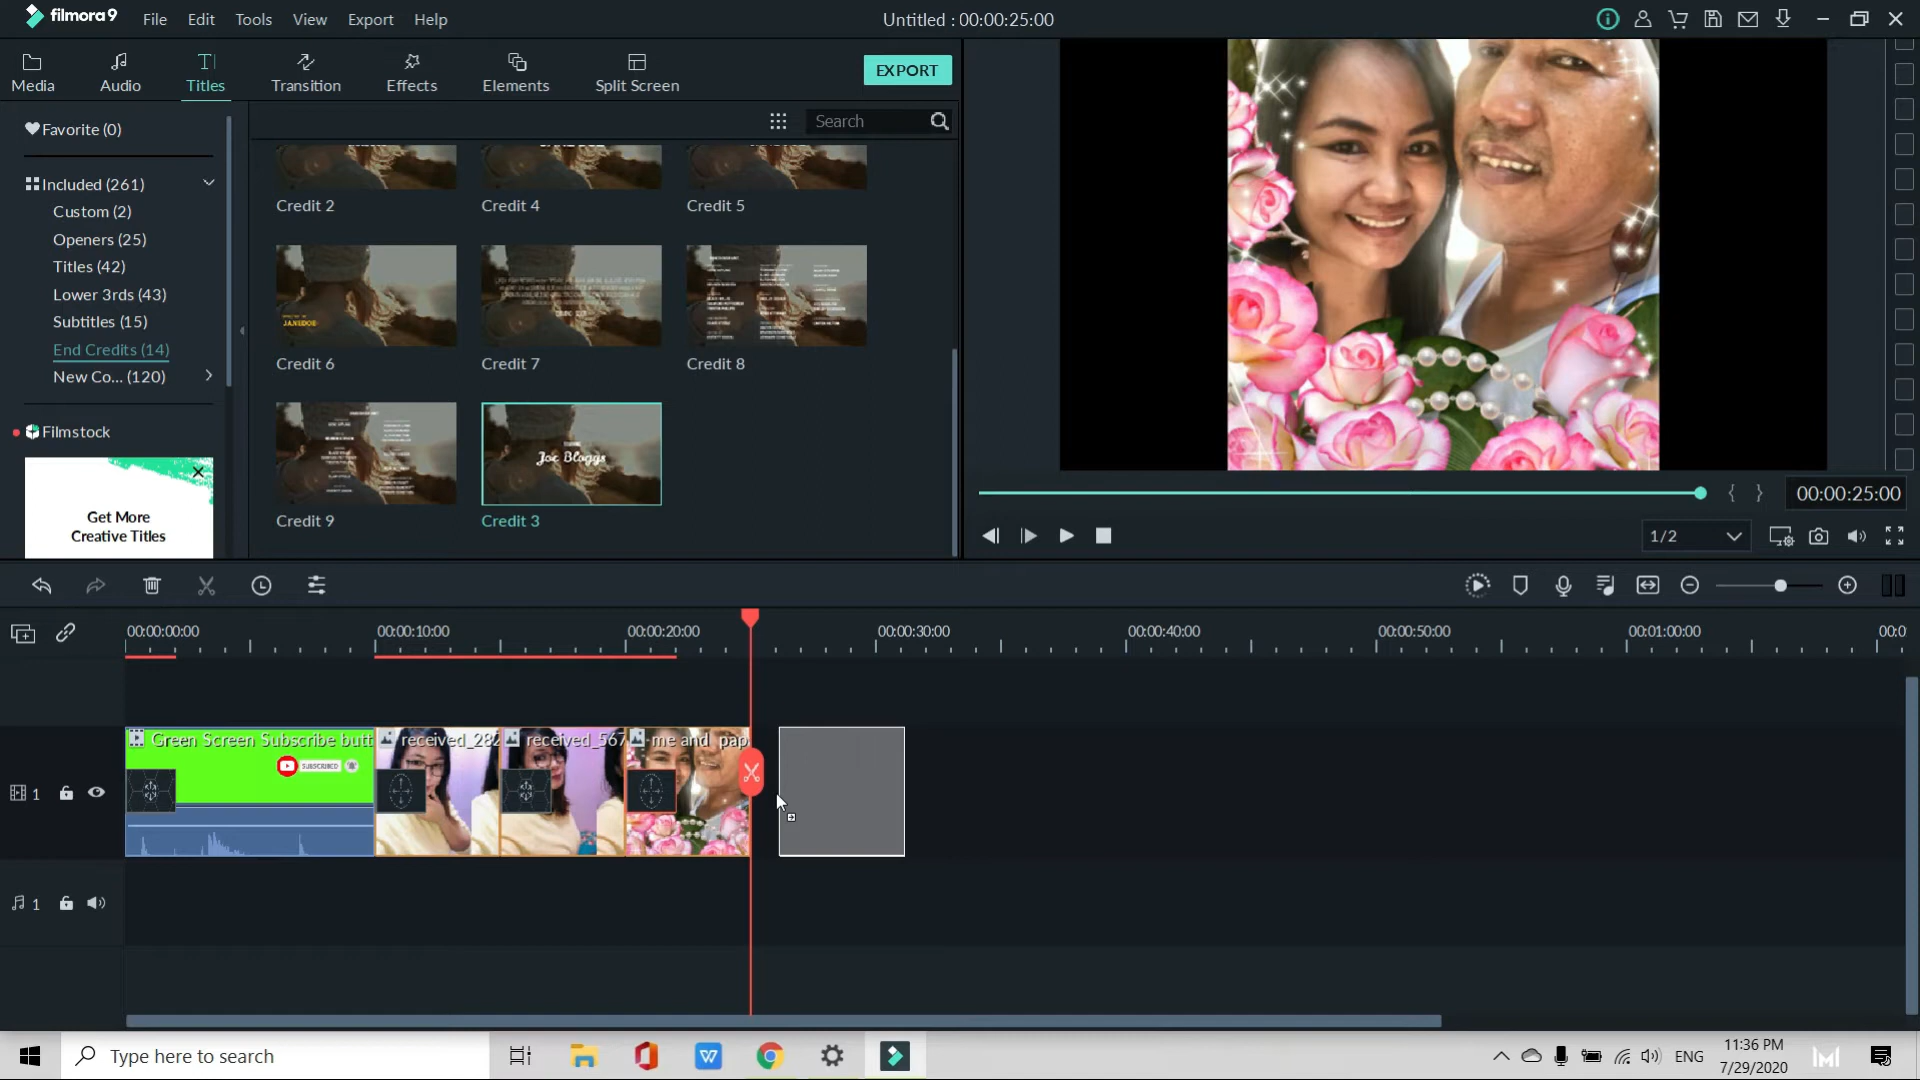 filmora9 File Edit Tools View Export Help Untitled : 00:00:25:00
Media Audio Titles Transition Effects Elements Split Screen EXPORT
Favorite (0) Search
Included (261)
Custom (2)
Openers (25)
Titles (42)
Lower 3rds (43)
Subtitles (15)
End Credits (14)
New Co... (120)
Filmstock
Get More
Creative Titles
Credit 2 Credit 4 Credit 5
JANEDOE
Credit 6 Credit 7 Credit 8
Joe Bloggs
Credit 9 Credit 3
{ } 00:00:25:00
1/2
00:00:00:00 00:00:10:00 00:00:20:00 00:00:30:00 00:00:40:00 00:00:50:00 00:01:00:00 00:0
Green Screen Subscribe butt received_282 received_567 me and pap
SUBSCRIBED
1
1
Type here to search ENG 11:36 PM
7/29/2020